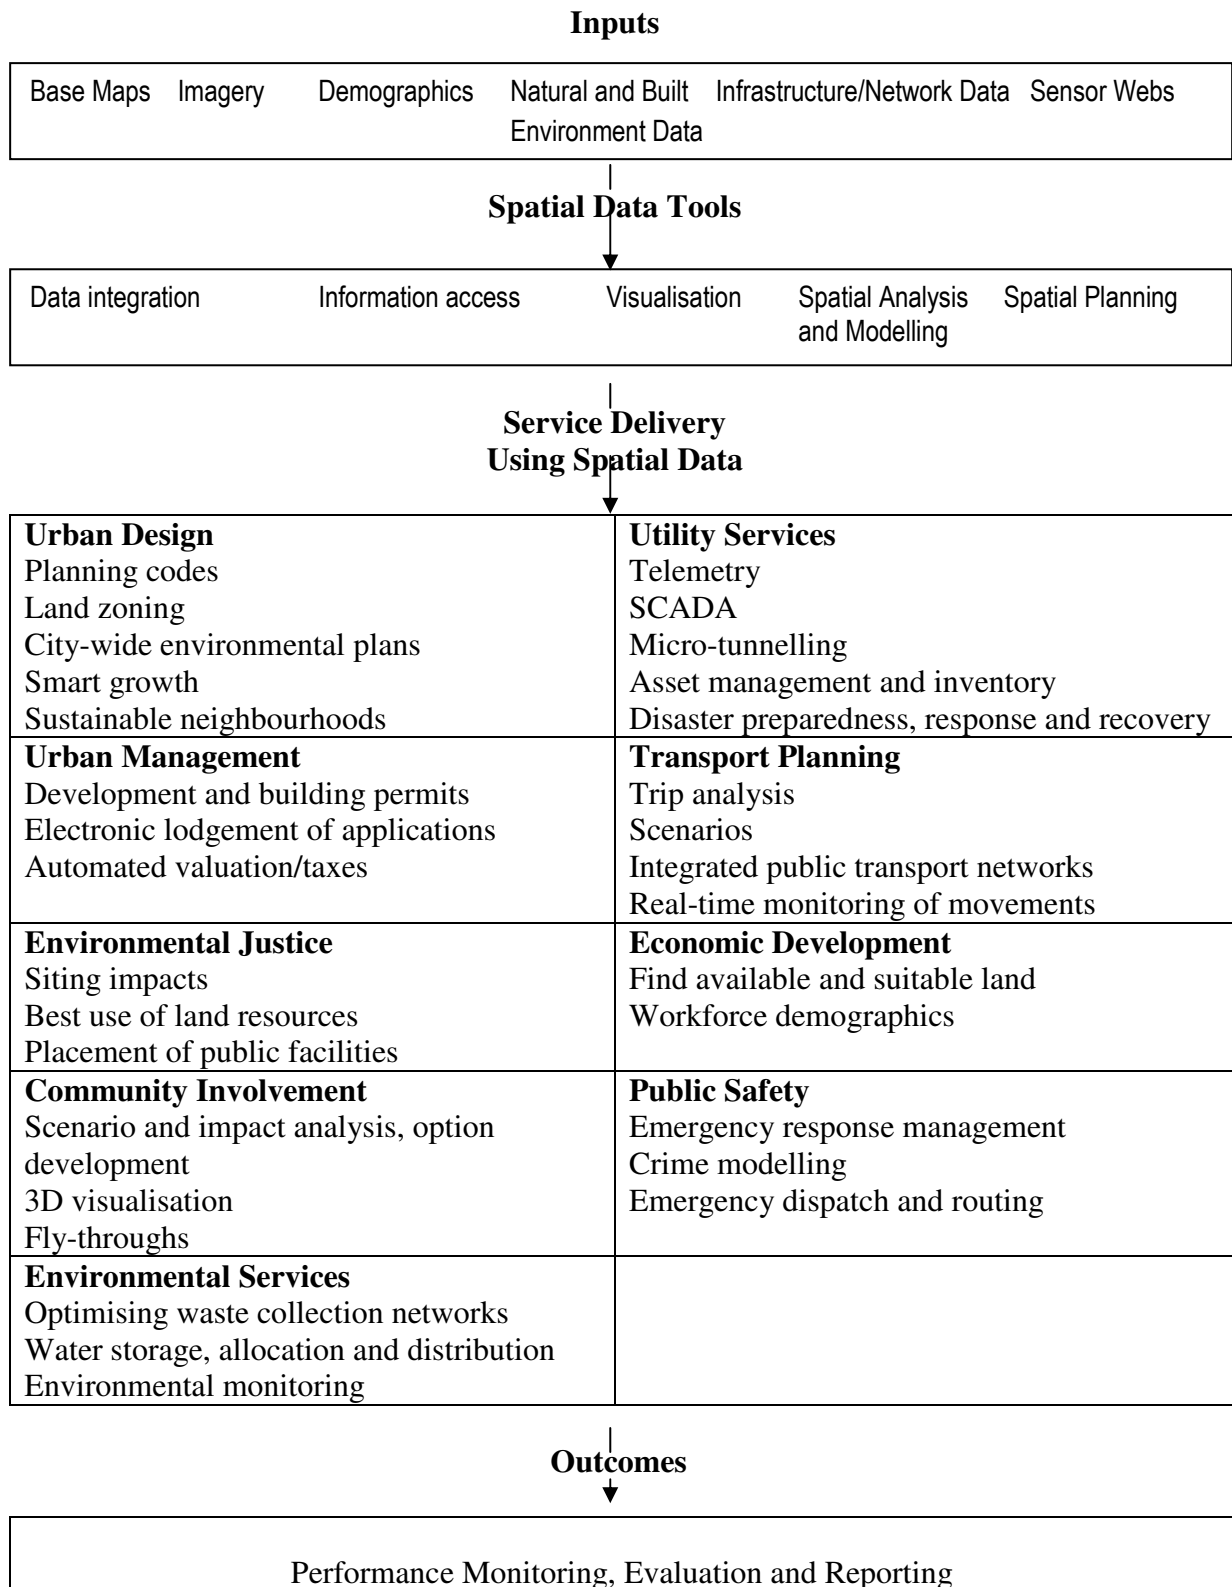 Inputs
Base Maps Imagery Demographics Natural and Built Infrastructure/Network Data Sensor Webs
Environment Data
Spatial Data Tools
Data integration Information access Visualisation Spatial Analysis Spatial Planning
and Modelling
Service Delivery
Using Spatial Data
Urban Design
Planning codes
Land zoning
City-wide environmental plans
Smart growth
Sustainable neighbourhoods
Utility Services
Telemetry
SCADA
Micro-tunnelling
Asset management and inventory
Disaster preparedness, response and recovery
Urban Management
Development and building permits
Electronic lodgement of applications
Automated valuation/taxes
Transport Planning
Trip analysis
Scenarios
Integrated public transport networks
Real-time monitoring of movements
Environmental Justice
Siting impacts
Best use of land resources
Placement of public facilities
Economic Development
Find available and suitable land
Workforce demographics
Community Involvement
Scenario and impact analysis, option
development
3D visualisation
Fly-throughs
Public Safety
Emergency response management
Crime modelling
Emergency dispatch and routing
Environmental Services
Optimising waste collection networks
Water storage, allocation and distribution
Environmental monitoring
Outcomes
Performance Monitoring, Evaluation and Reporting